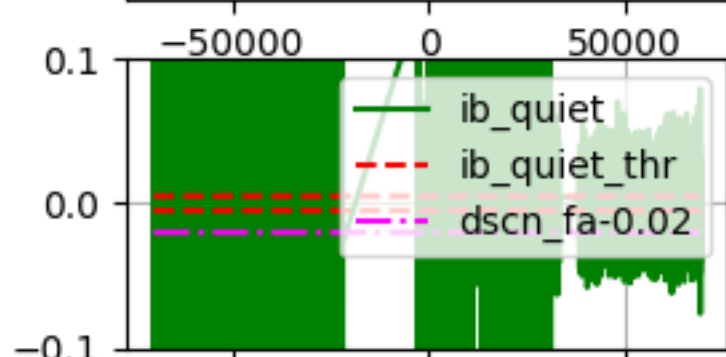 −50000 0 50000
0.1
ib_quiet
ib_quiet_thr
0.0
dscn_fa-0.02
−0.1